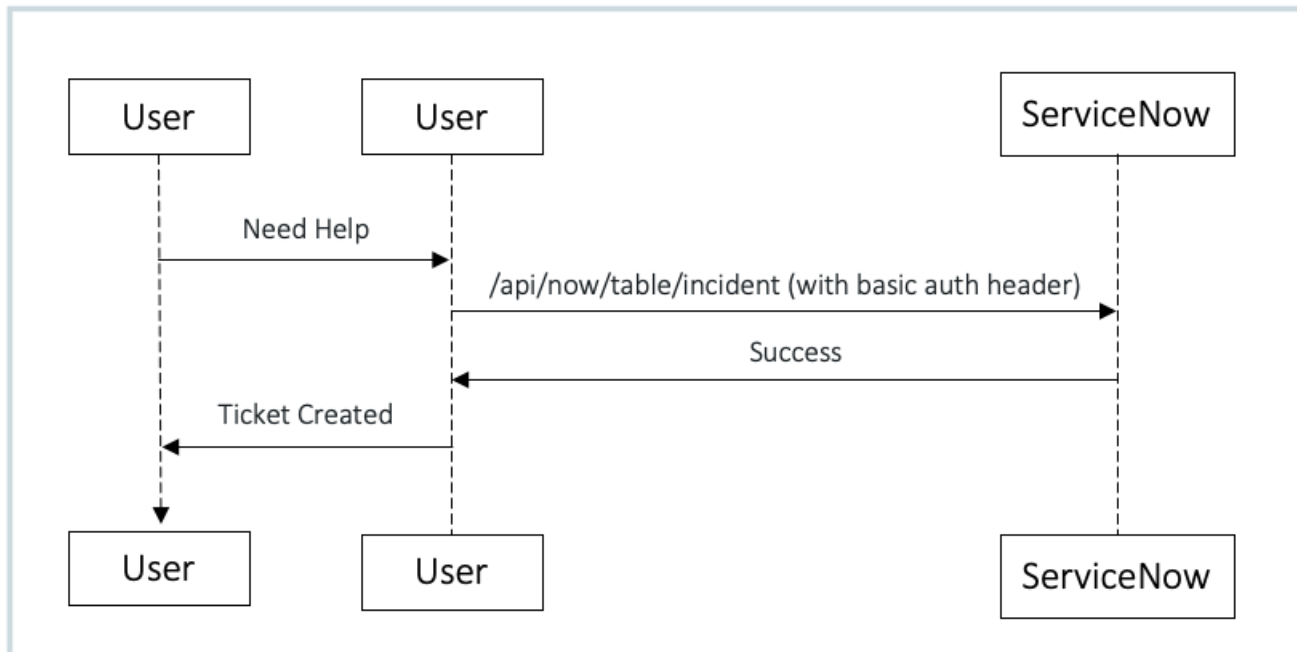 User
User
ServiceNow
Need Help
/api/now/table/incident (with basic auth header)
Success
Ticket Created
User
User
ServiceNow